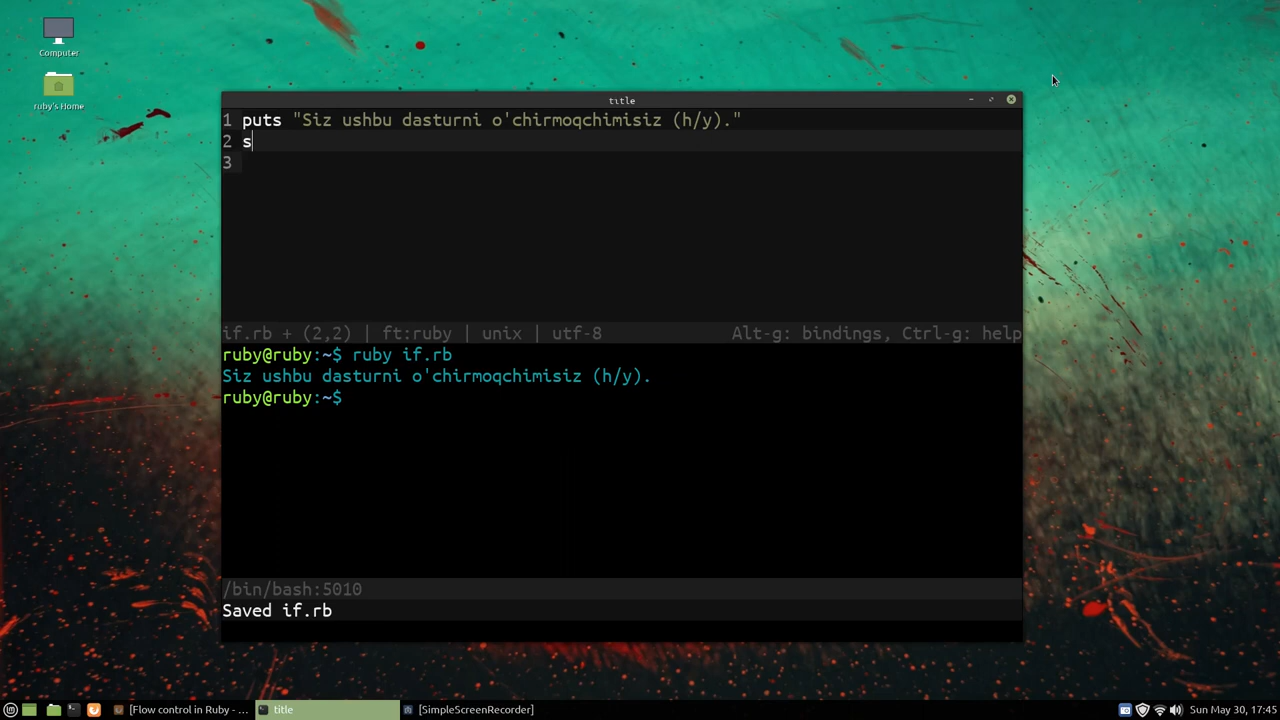 Computer
ruby's Home
title
1 puts "Siz ushbu dasturni o'chirmoqchimisiz (h/y)."
2 s
3
if.rb + (2,2) | ft:ruby | unix | utf-8 Alt-g: bindings, Ctrl-g: help
ruby@ruby:~$ ruby if.rb
Siz ushbu dasturni o'chirmoqchimisiz (h/y).
ruby@ruby:~$
/bin/bash:5010
Saved if.rb
[Flow control in Ruby - ... title [SimpleScreenRecorder] Sun May 30, 17:45